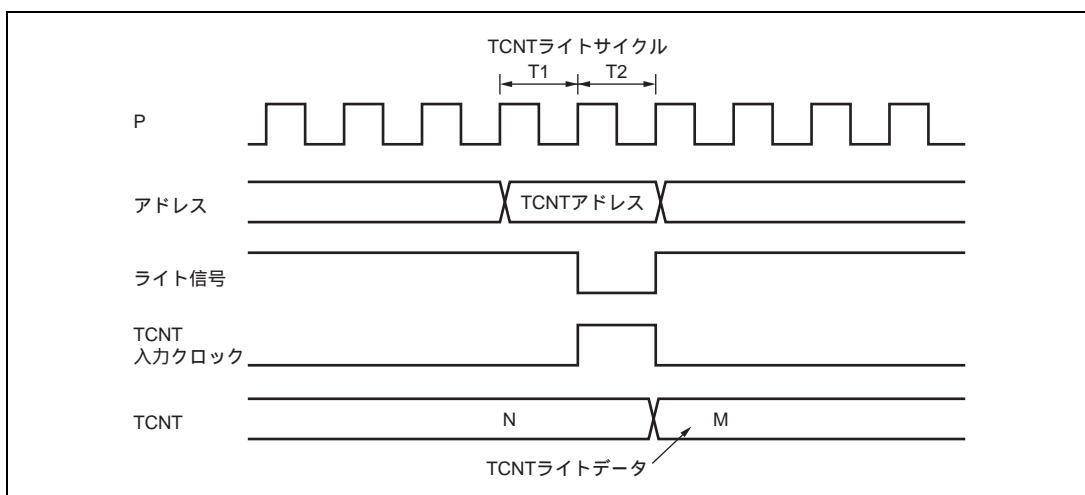 TCNTライトサイクル
T1 T2
P
アドレス
TCNTアドレス
ライト信号
TCNT
入力クロック
TCNT
N
M
TCNTライトデータ